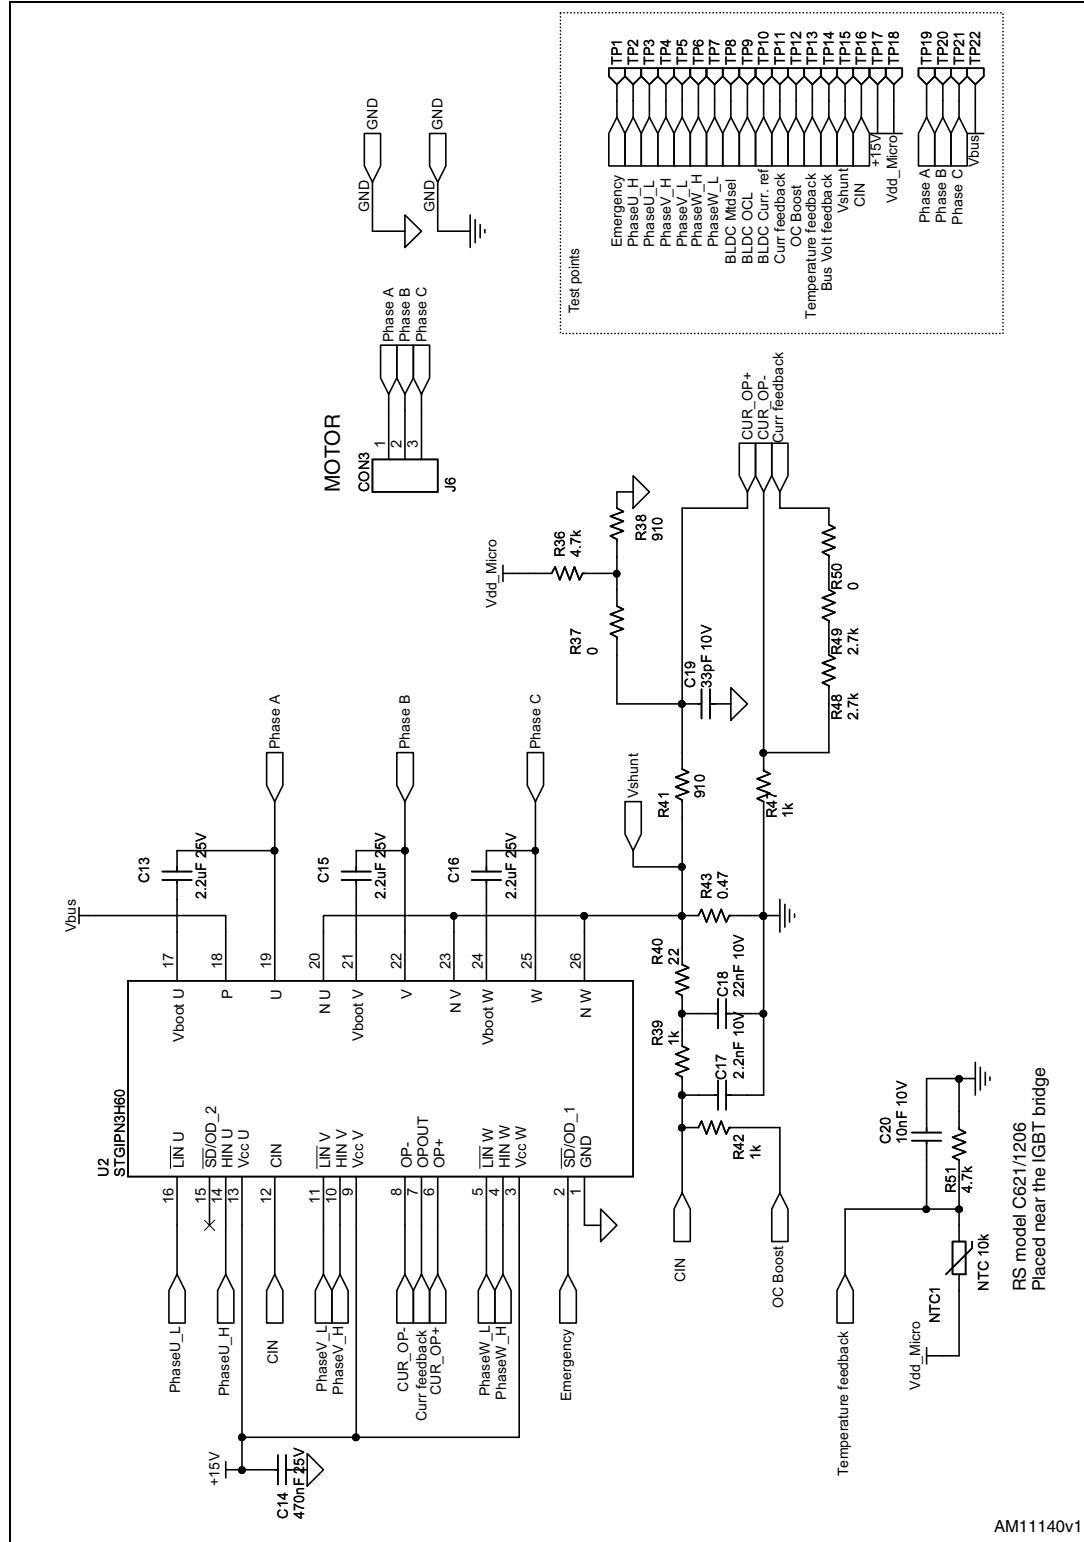 Test points
Emergency TP1
PhaseU_H TP2
PhaseU_L TP3
PhaseV_H TP4
PhaseV_L TP5
PhaseW_H TP6
PhaseW_L TP7
BLDC Mtdsel TP8
BLDC OCL TP9
BLDC Curr. ref TP10
Curr feedback TP11
OC Boost TP12
Temperature feedback TP13
Bus Volt feedback TP14
Vshunt TP15
CIN TP16
+15V TP17
Vdd_Micro TP18
Phase A TP19
Phase B TP20
Phase C TP21
Vbus TP22
GND GND
GND GND
MOTOR
CON3
1 Phase A
2 Phase B
3 Phase C
J6
Vbus
C13
2.2uF 25V
Phase A
C15
2.2uF 25V
Phase B
C16
2.2uF 25V
Phase C
U2
STGIPN3H60
PhaseU_L 16 LIN U
15 SD/OD_2
PhaseU_H 14 HIN U
13 Vcc U
CIN 12 CIN
PhaseV_L 11 LIN V
PhaseV_H 10 HIN V
9 Vcc V
CUR_OP- 8 OP-
Curr feedback 7 OPOUT
CUR_OP+ 6 OP+
PhaseW_L 5 LIN W
PhaseW_H 4 HIN W
3 Vcc W
Emergency 2 SD/OD_1
1 GND
Vboot U 17
P 18
U 19
N U 20
Vboot V 21
V 22
N V 23
Vboot W 24
W 25
N W 26
+15V
C14
470nF 25V
Vdd_Micro
R36
4.7k
R37
0
R38
910
C19
33pF 10V
CUR_OP+
CUR_OP-
Curr feedback
Vshunt
R41
910
R43
0.47
R40
22
R39
1k
C18
22nF 10V
C17
2.2nF 10V
R42
1k
R47
1k
R48
2.7k
R49
2.7k
R50
0
CIN
OC Boost
Temperature feedback
C20
10nF 10V
R51
4.7k
NTC1
NTC 10k
Vdd_Micro
RS model C621/1206
Placed near the IGBT bridge
AM11140v1